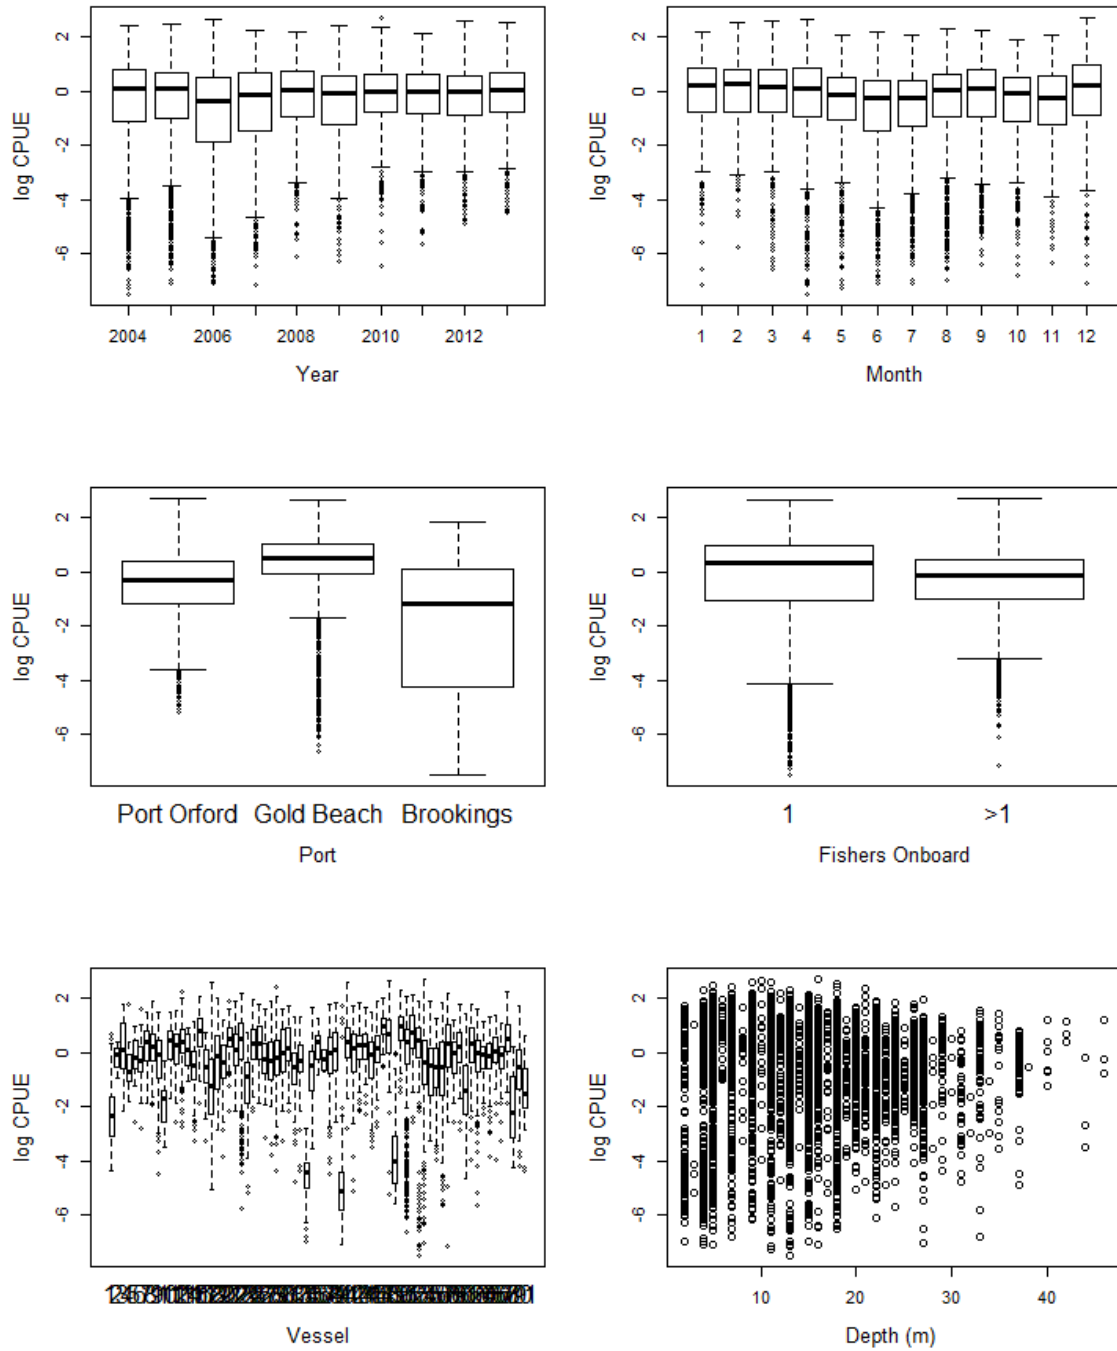 log CPUE
2
0
-2
-4
-6
2004 2006 2008 2010 2012
Year
log CPUE
2
0
-2
-4
-6
1 2 3 4 5 6 7 8 9 10 11 12
Month
log CPUE
2
0
-2
-4
-6
Port Orford Gold Beach Brookings
Port
log CPUE
2
0
-2
-4
-6
1 >1
Fishers Onboard
log CPUE
2
0
-2
-4
-6
Vessel
log CPUE
2
0
-2
-4
-6
10 20 30 40
Depth (m)